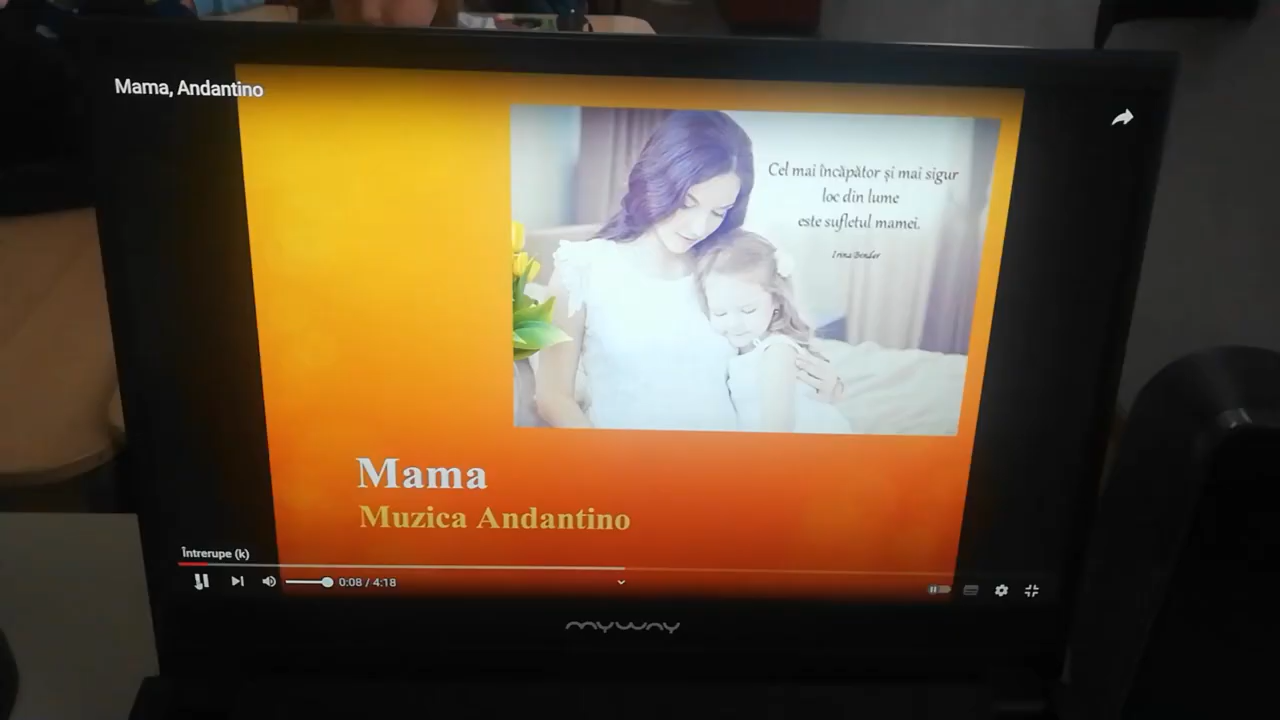 Mama, Andantino
Cel mai încăpător și mai sigur
loc din lume
este sufletul mamei.
Irina Binder
Mama
Muzica Andantino
Întrerupe (k)
0:08 / 4:18
myway